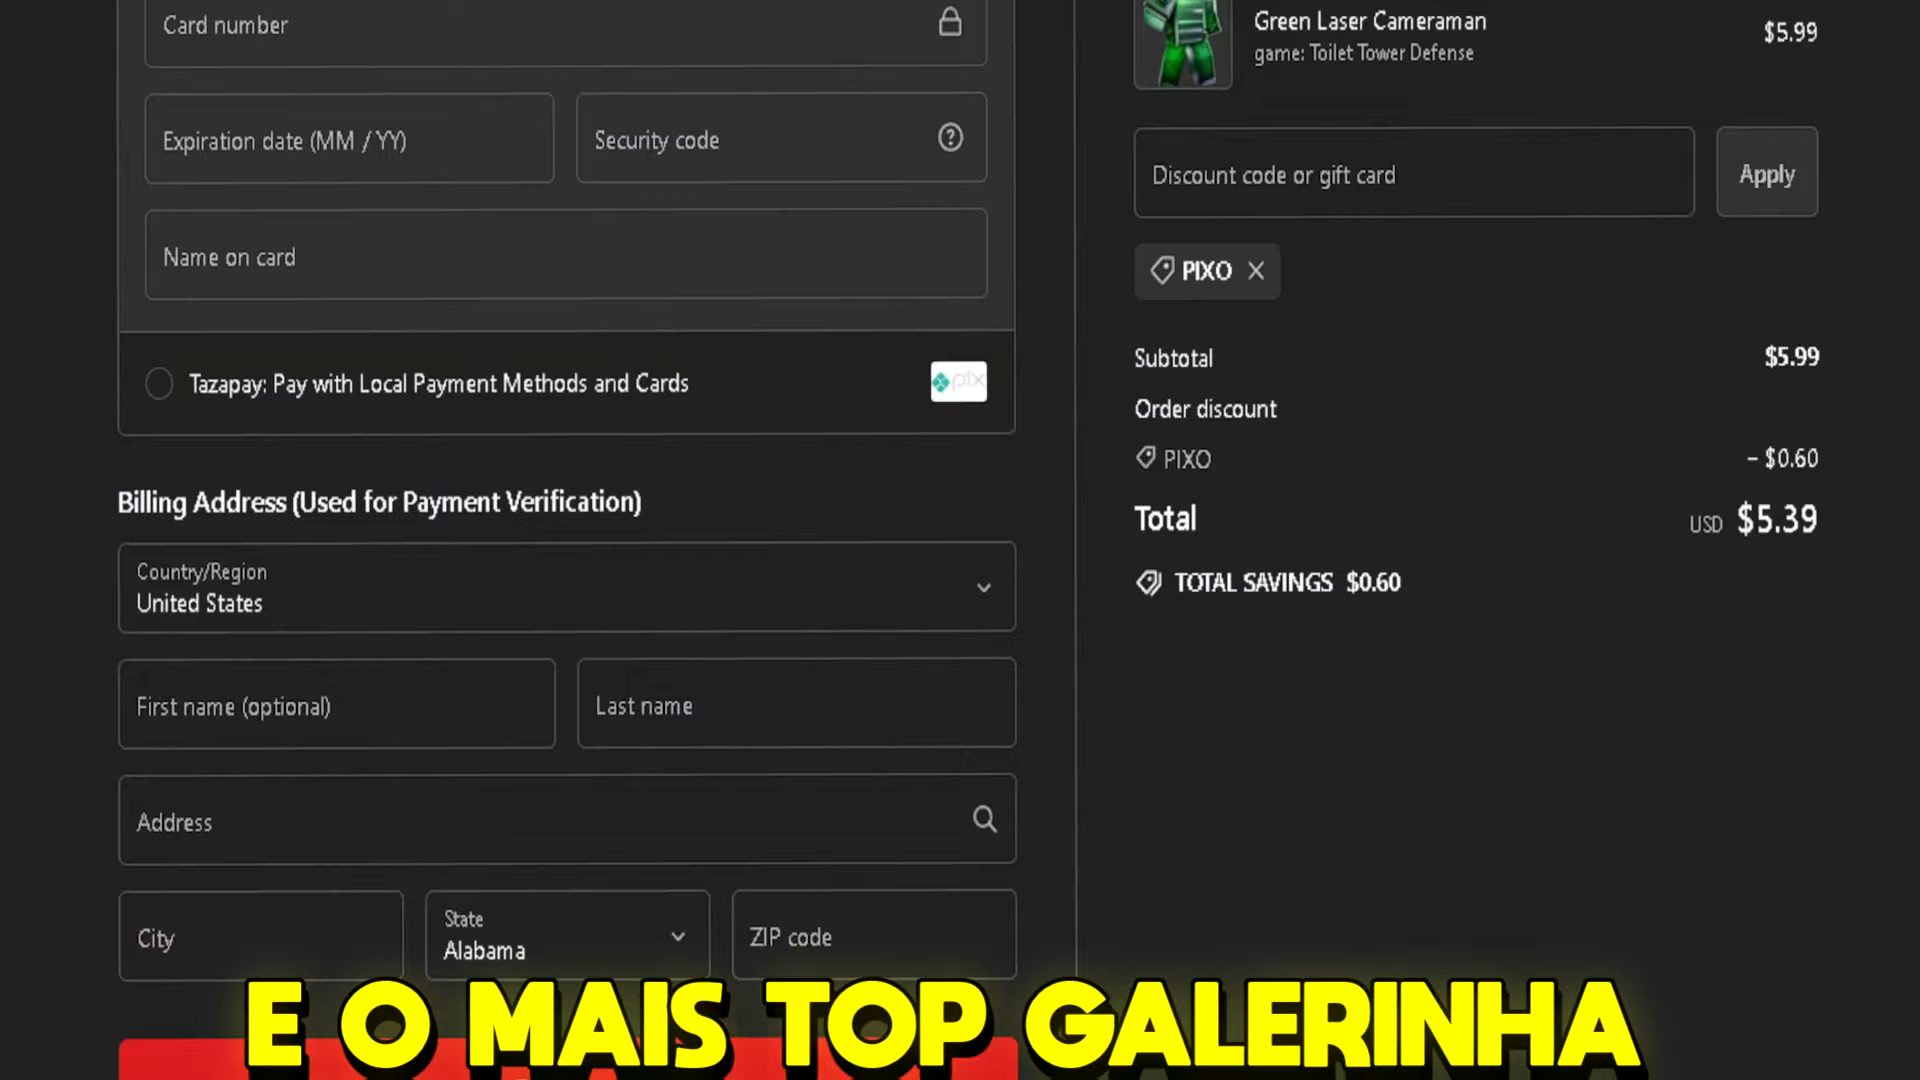 Card number
Expiration date (MM / YY)
Security code
Name on card
Tazapay: Pay with Local Payment Methods and Cards
pix
Billing Address (Used for Payment Verification)
Country/Region
United States
First name (optional)
Last name
Address
City
State
Alabama
ZIP code
Green Laser Cameraman
$5.99
game: Toilet Tower Defense
Discount code or gift card
Apply
PIXO
Subtotal
$5.99
Order discount
PIXO
- $0.60
Total
USD $5.39
TOTAL SAVINGS $0.60
E O MAIS TOP GALERINHA